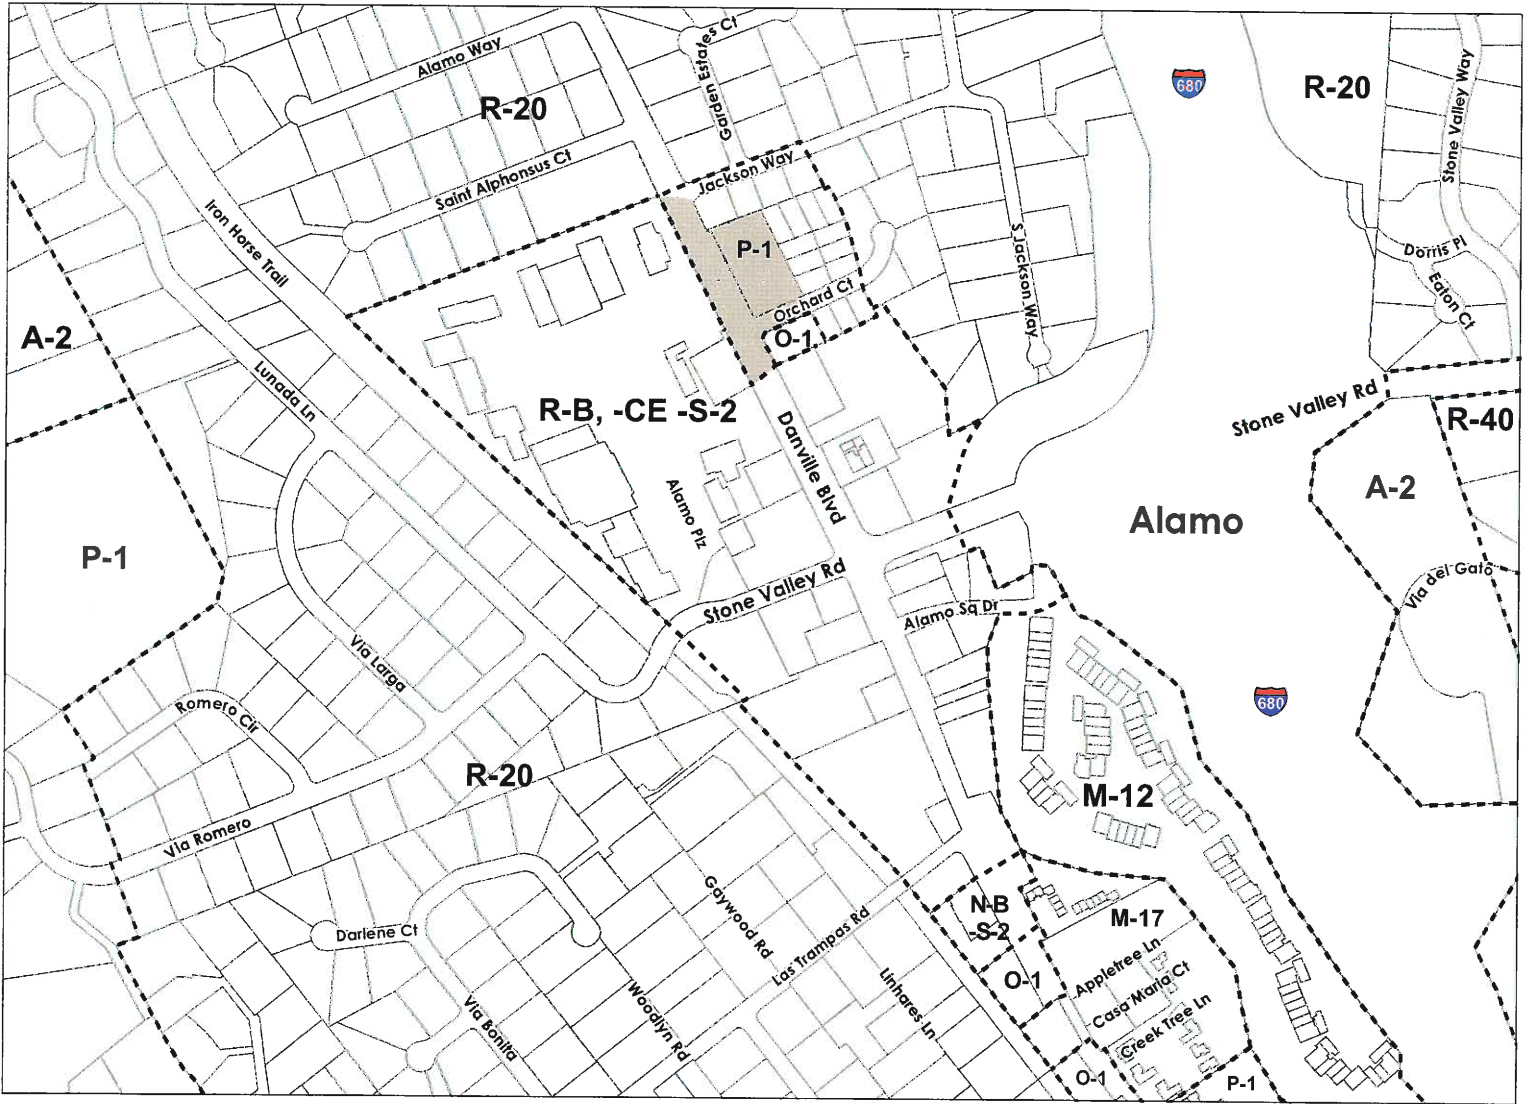 Alamo Way
R-20
Garden Estates Ct
680
R-20
Stone Valley Way
Saint Alphonsus Ct
Jackson Way
Iron Horse Trail
P-1
S Jackson Way
Dorris Pl
Eaton Ct
Orchard Ct
O-1
A-2
Lunada Ln
R-B, -CE -S-2
Danville Blvd
Stone Valley Rd
R-40
A-2
Alamo Plz
Alamo
P-1
Stone Valley Rd
Alamo Sq Dr
Via del Gato
Via Larga
Romero Cir
680
R-20
M-12
Via Romero
Gaywood Rd
Las Trampas Rd
N-B
-S-2
M-17
Darlene Ct
Linhares Ln
O-1
Appletree Ln
Casa Maria Ct
Creek Tree Ln
Woodlyn Rd
Via Bonita
O-1
P-1